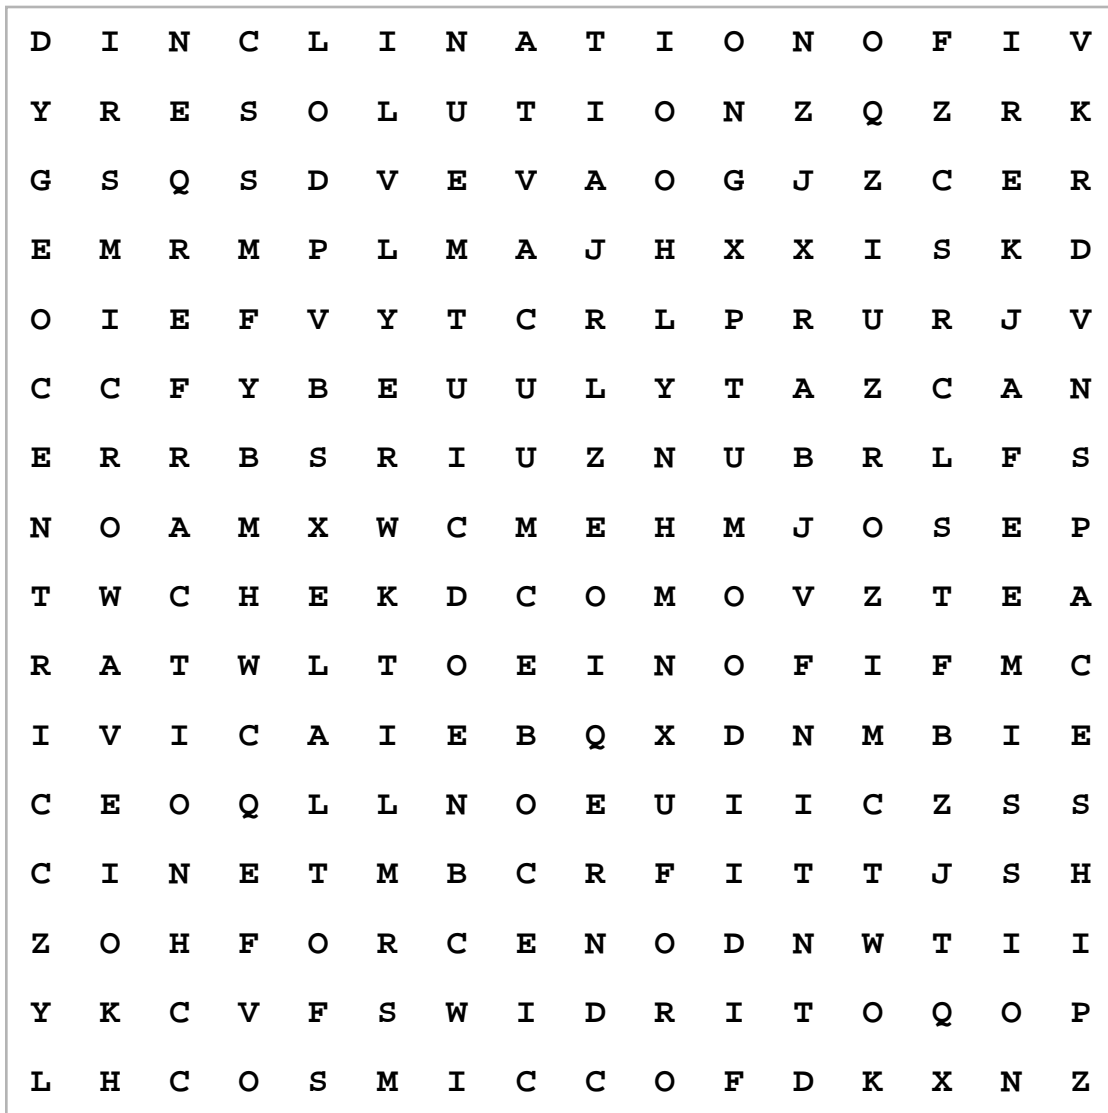 D I N C L I N A T I O N O F I V
Y R E S O L U T I O N Z Q Z R K
G S Q S D V E V A O G J Z C E R
E M R M P L M A J H X X I S K D
O I E F V Y T C R L P R U R J V
C C F Y B E U U L Y T A Z C A N
E R R B S R I U Z N U B R L F S
N O A M X W C M E H M J O S E P
T W C H E K D C O M O V Z T E A
R A T W L T O E I N O F I F M C
I V I C A I E B Q X D N M B I E
C E O Q L L N O E U I I C Z S S
C I N E T M B C R F I T T J S H
Z O H F O R C E N O D N W T I I
Y K C V F S W I D R I T O Q O P
L H C O S M I C C O F D K X N Z